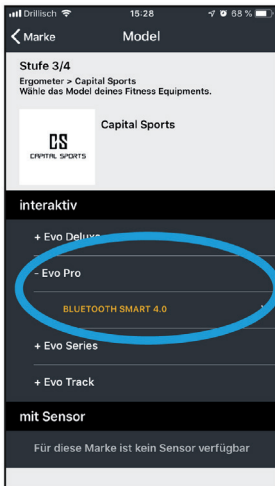 Drillisch 15:28 68 %
Marke Model
Stufe 3/4
Ergometer > Capital Sports
Wähle das Model deines Fitness Equipments.
CS
CAPITAL SPORTS
Capital Sports
interaktiv
+ Evo Deluxe
- Evo Pro
BLUETOOTH SMART 4.0
+ Evo Series
+ Evo Track
mit Sensor
Für diese Marke ist kein Sensor verfügbar